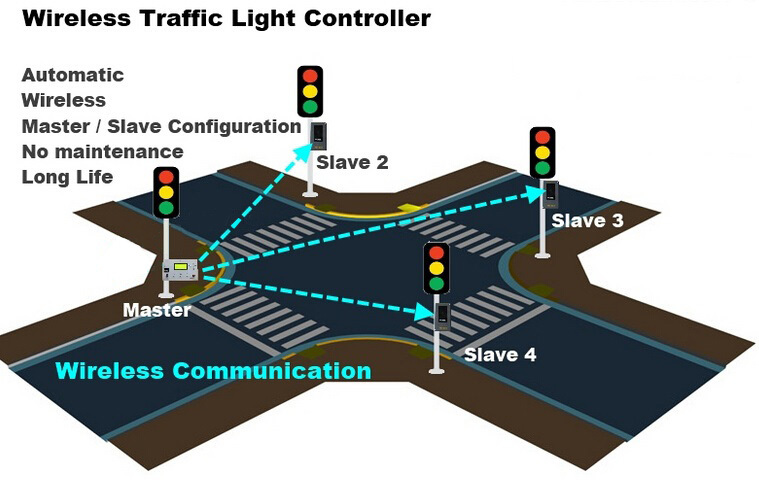 Wireless Traffic Light Controller
Automatic
Wireless
Master / Slave Configuration
No maintenance
Long Life
Slave 2
Slave 3
Master
Slave 4
Wireless Communication